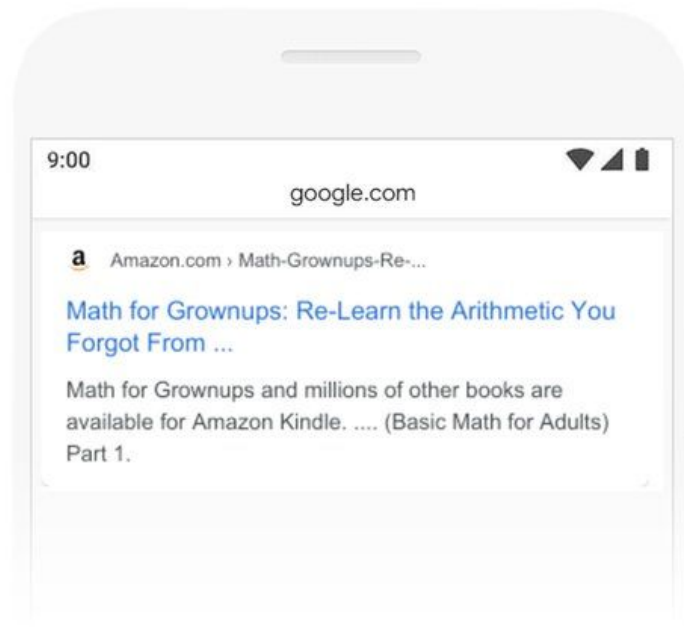 9:00
google.com
a Amazon.com › Math-Grownups-Re-...
Math for Grownups: Re-Learn the Arithmetic You
Forgot From ...
Math for Grownups and millions of other books are
available for Amazon Kindle. .... (Basic Math for Adults)
Part 1.